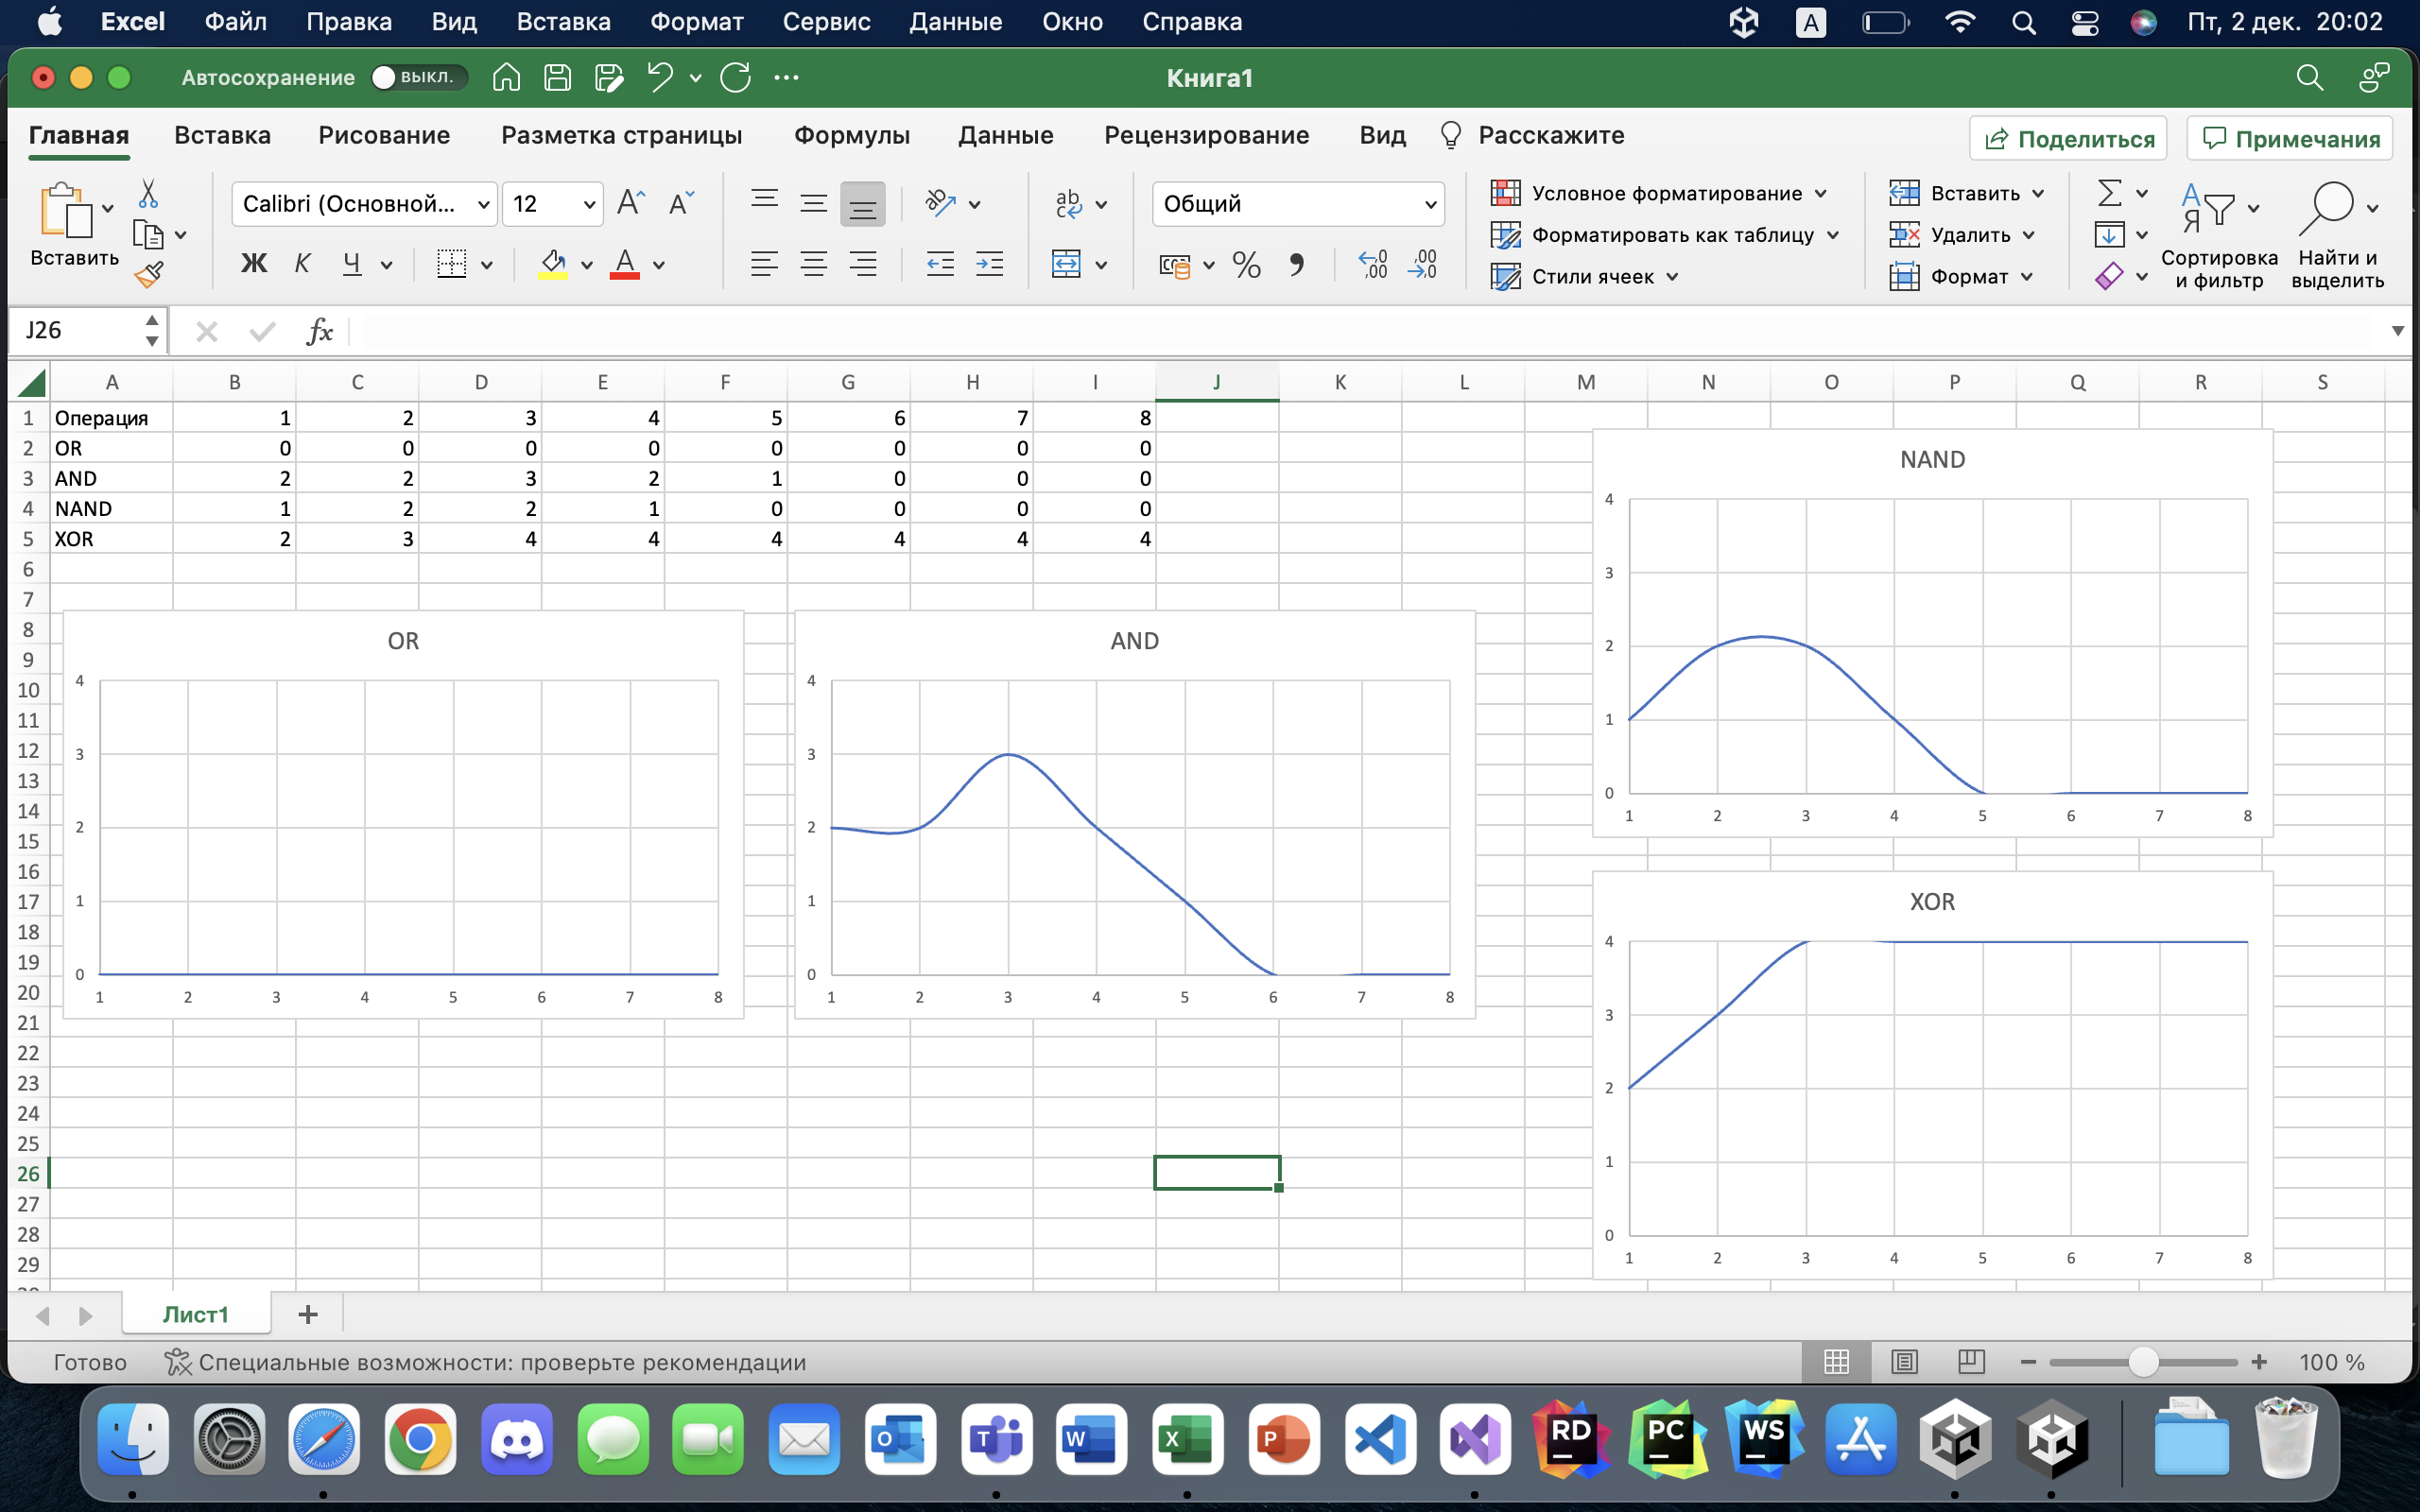 Excel Файл Правка Вид Вставка Формат Сервис Данные Окно Справка A Пт, 2 дек. 20:02
Автосохранение ВЫКЛ. Книга1
Главная Вставка Рисование Разметка страницы Формулы Данные Рецензирование Вид Расскажите Поделиться Примечания
Вставить
Calibri (Основной... 12
Ж К Ч
Общий
Условное форматирование
Форматировать как таблицу
Стили ячеек
Вставить
Удалить
Формат
Сортировка и фильтр
Найти и выделить
J26 fx
A B C D E F G H I J K L M N O P Q R S
1 Операция 1 2 3 4 5 6 7 8
2 OR 0 0 0 0 0 0 0 0
3 AND 2 2 3 2 1 0 0 0
4 NAND 1 2 2 1 0 0 0 0
5 XOR 2 3 4 4 4 4 4 4
6
7
8
9
10
11
12
13
14
15
16
17
18
19
20
21
22
23
24
25
26
27
28
29
OR
4
3
2
1
0
1 2 3 4 5 6 7 8
AND
4
3
2
1
0
1 2 3 4 5 6 7 8
NAND
4
3
2
1
0
1 2 3 4 5 6 7 8
XOR
4
3
2
1
0
1 2 3 4 5 6 7 8
Лист1
Готово Специальные возможности: проверьте рекомендации 100 %
O T W X P RD PC WS